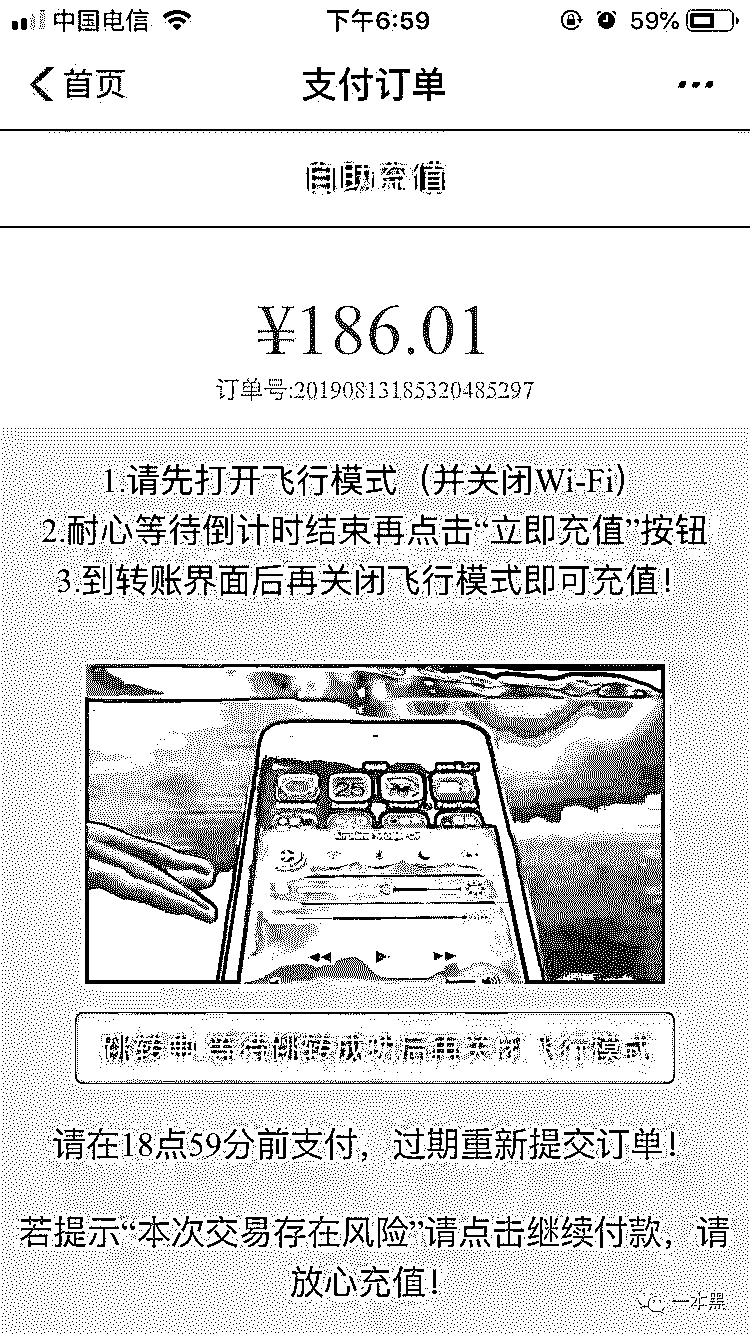 中国电信 下午6:59 59%
首页 支付订单 •••
自助充值
¥186.01
订单号:20190813185320485297
1.请先打开飞行模式（并关闭Wi-Fi）
2.耐心等待倒计时结束再点击“立即充值”按钮
3.到转账界面后再关闭飞行模式即可充值！
25
跳转中,等待跳转成功后再关闭飞行模式
请在18点59分前支付，过期重新提交订单！
若提示“本次交易存在风险”请点击继续付款，请
放心充值！
一本黑